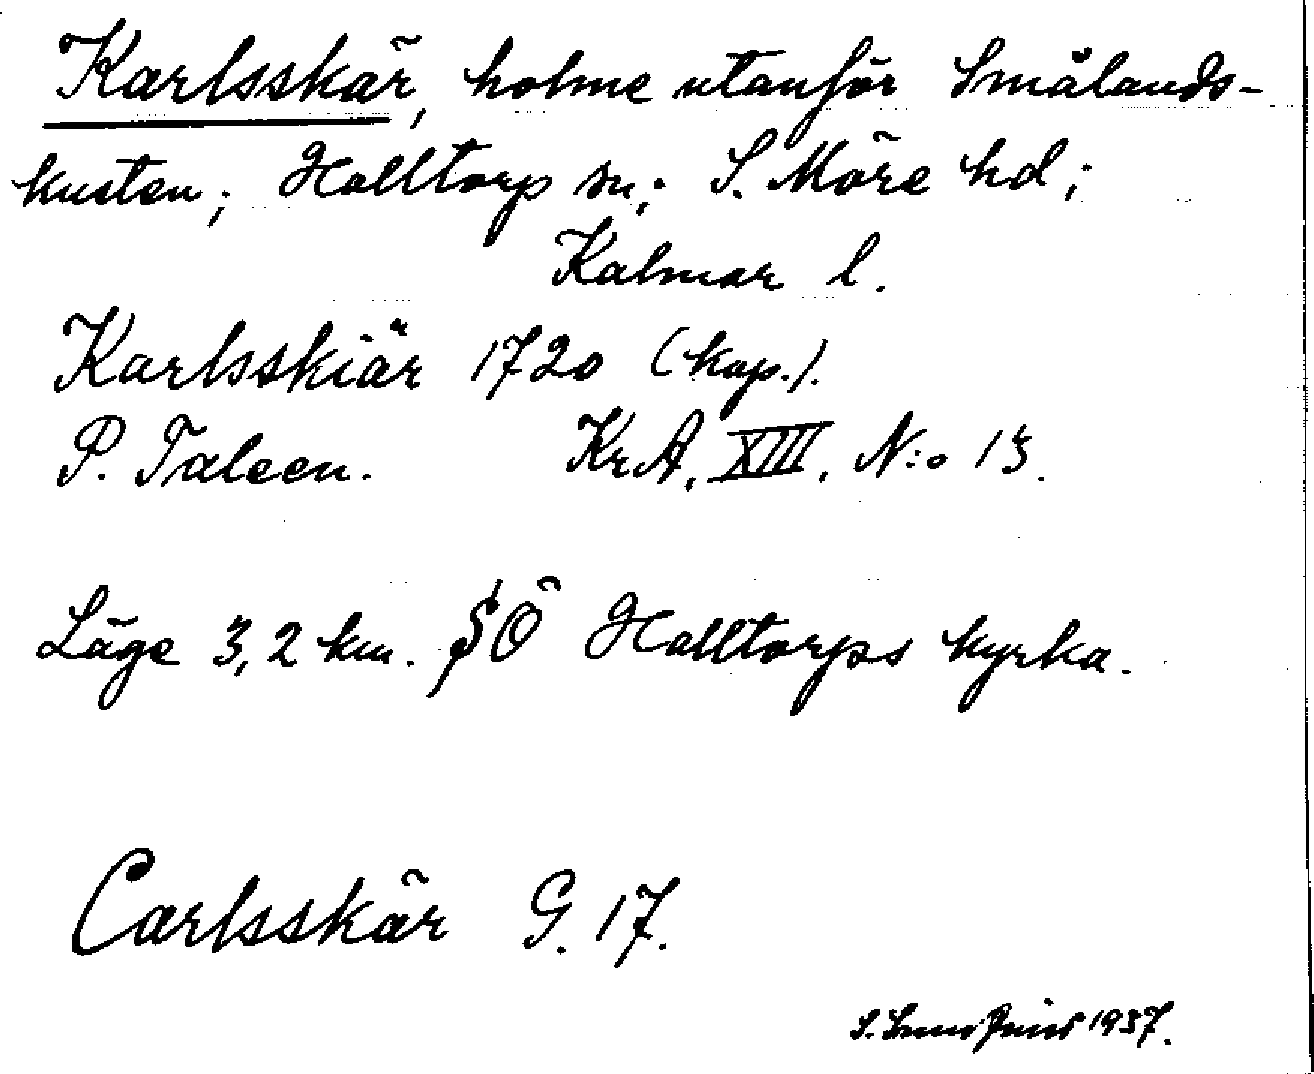 Karlsskär, holme utanför Smålands-
kusten; Halltorp sn; S. Möre hd;
Kalmar l.
Karlsskiär 1720 (kop.).
P. Taleen. KrA, XIII, N:o 13.
Läge 3,2 km. SÖ Halltorps kyrka.
Carlsskär G. 17.
1937.